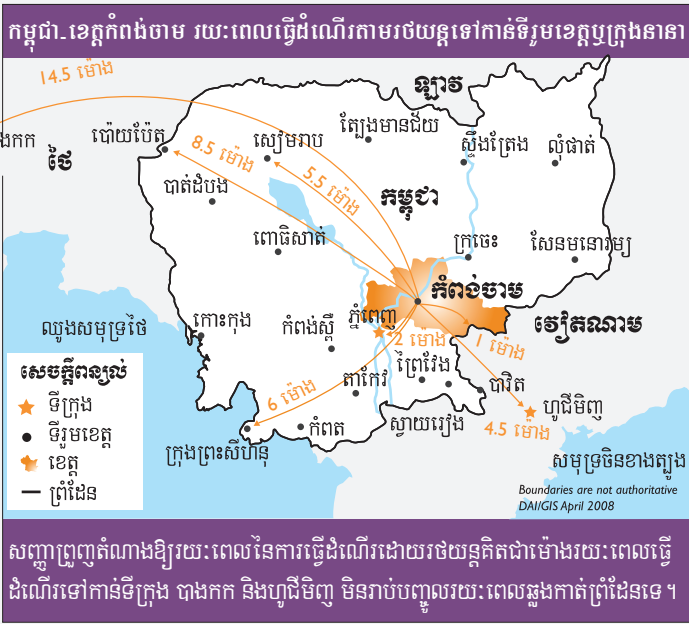 កម្ពុជា-ខេត្តកំពង់ចាម រយៈពេលធ្វើដំណើរតាមរថយន្តទៅកាន់ទីរួមខេត្តឬក្រុងនានា
14.5 ម៉ោង
ឡាវ
ងកក
ថៃ
ប៉ោយប៉ែត
8.5 ម៉ោង
សៀមរាប
5.5 ម៉ោង
ត្បែងមានជ័យ
ស្ទឹងត្រែង
លុំផាត់
បាត់ដំបង
កម្ពុជា
ពោធិសាត់
ក្រចេះ
សែនមនោរម្យ
កំពង់ចាម
ឈូងសមុទ្រថៃ
កោះកុង
កំពង់ស្ពឺ
ភ្នំពេញ
2 ម៉ោង
1 ម៉ោង
វៀតណាម
សេចក្តីពន្យល់
ទីក្រុង
ទីរួមខេត្ត
ខេត្ត
ព្រំដែន
6 ម៉ោង
តាកែវ
ព្រៃវែង
បាវិត
ហូជីមិញ
4.5 ម៉ោង
ក្រុងព្រះសីហនុ
កំពត
ស្វាយរៀង
សមុទ្រចិនខាងត្បូង
Boundaries are not authoritative
DAI/GIS April 2008
សញ្ញាព្រួញតំណាងឱ្យរយៈពេលនៃការធ្វើដំណើរដោយរថយន្តគិតជាម៉ោងរយៈពេលធ្វើ
ដំណើរទៅកាន់ទីក្រុង បាងកក និងហូជីមិញ មិនរាប់បញ្ចូលរយៈពេលឆ្លងកាត់ព្រំដែនទេ។